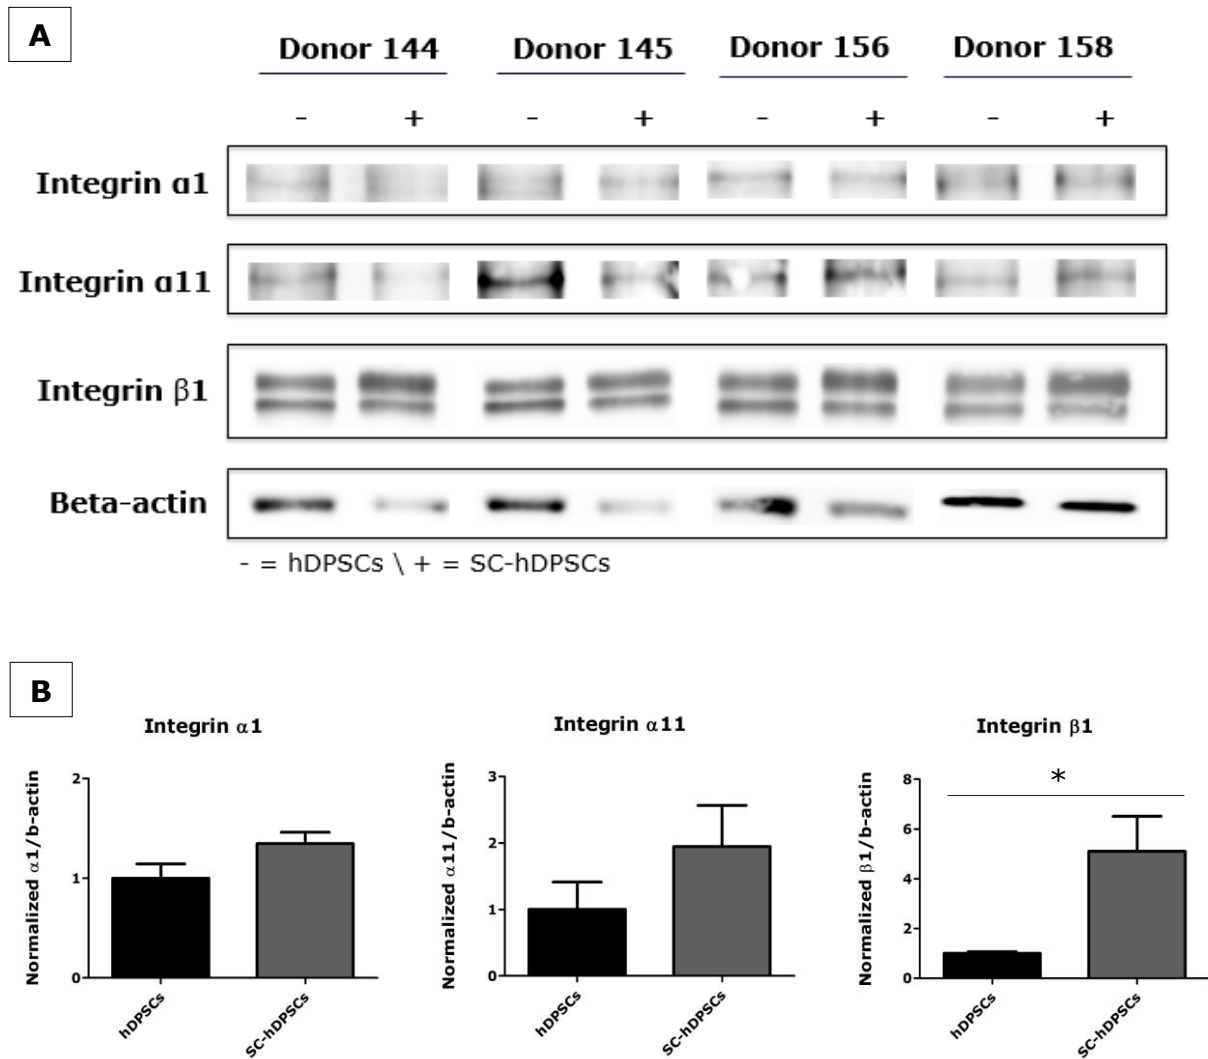 A
Donor 144 Donor 145 Donor 156 Donor 158
- + - + - + - +
Integrin α1
Integrin α11
Integrin β1
Beta-actin
- = hDPSCs \ + = SC-hDPSCs
B
Integrin α1
Normalized α1/b-actin
2
1
0
hDPSCs
SC-hDPSCs
Integrin α11
Normalized α11/b-actin
3
2
1
0
hDPSCs
SC-hDPSCs
Integrin β1
Normalized β1/b-actin
8
6
4
2
0
*
hDPSCs
SC-hDPSCs